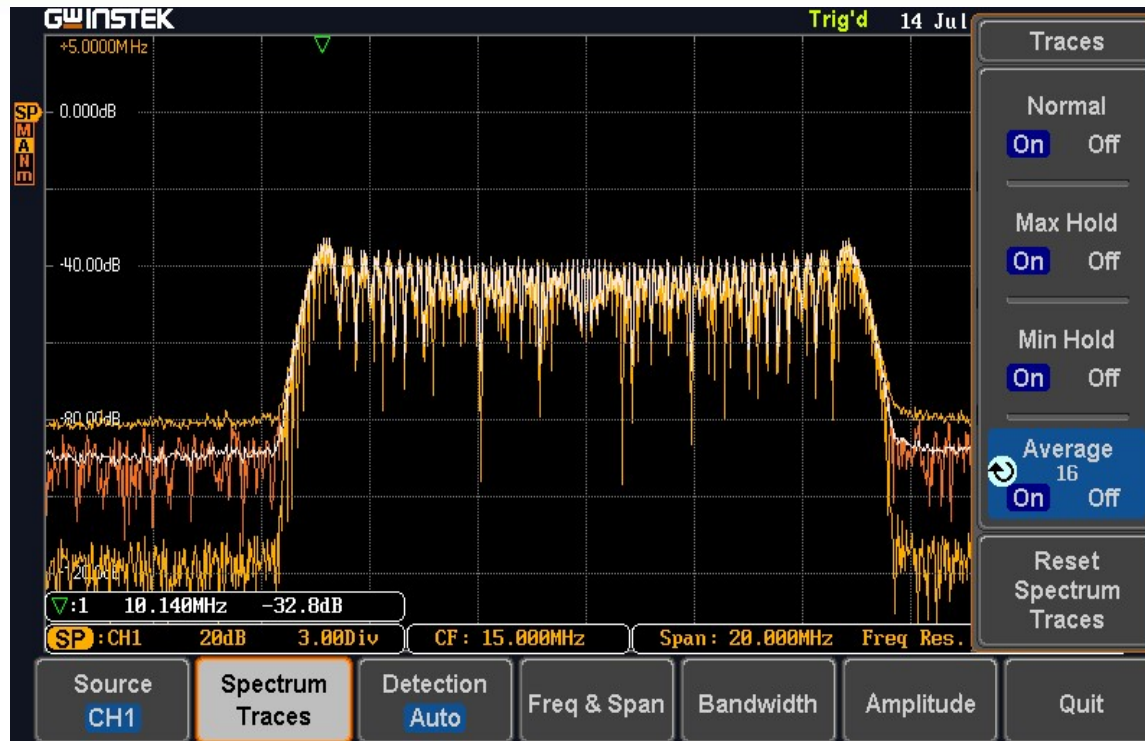 GWINSTEK
Trig'd 14 Jul
+5.0000MHz
0.000dB
SP
M
A
N
m
-40.00dB
-80.00dB
-120.0dB
▽:1 10.140MHz -32.8dB
SP :CH1 20dB 3.00Div
CF: 15.000MHz
Span: 20.000MHz Freq Res.
Traces
Normal
On Off
Max Hold
On Off
Min Hold
On Off
Average
16
On Off
Reset
Spectrum
Traces
Source
CH1
Spectrum
Traces
Detection
Auto
Freq & Span
Bandwidth
Amplitude
Quit